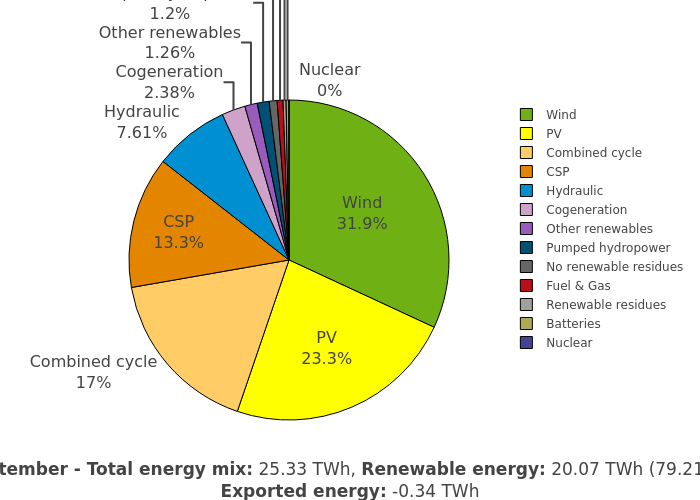 1.2%
Other renewables
1.26%
Cogeneration
2.38%
Hydraulic
7.61%
Nuclear
0%
Wind
31.9%
CSP
13.3%
PV
23.3%
Combined cycle
17%
Wind
PV
Combined cycle
CSP
Hydraulic
Cogeneration
Other renewables
Pumped hydropower
No renewable residues
Fuel & Gas
Renewable residues
Batteries
Nuclear
tember - Total energy mix: 25.33 TWh, Renewable energy: 20.07 TWh (79.21
Exported energy: -0.34 TWh